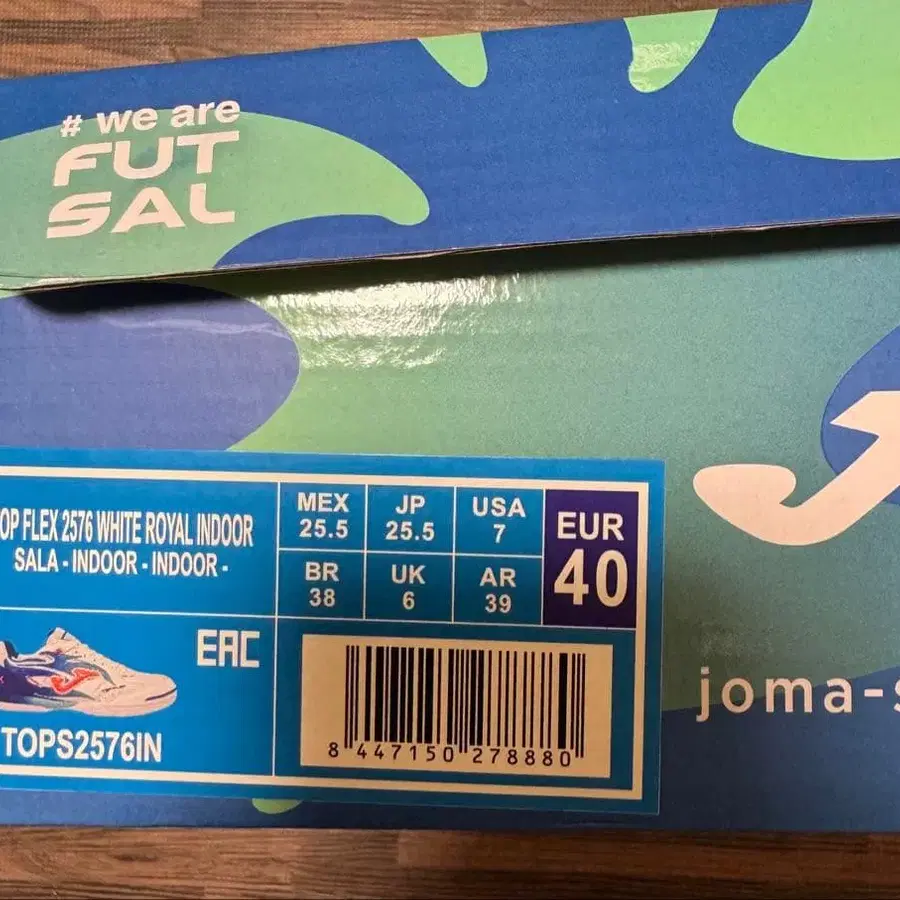 # we are
FUT
SAL
OP FLEX 2576 WHITE ROYAL INDOOR
SALA - INDOOR - INDOOR -
MEX
25.5
JP
25.5
USA
7
EUR
40
BR
38
UK
6
AR
39
EAC
TOPS2576IN
8 447150 278880
joma-s